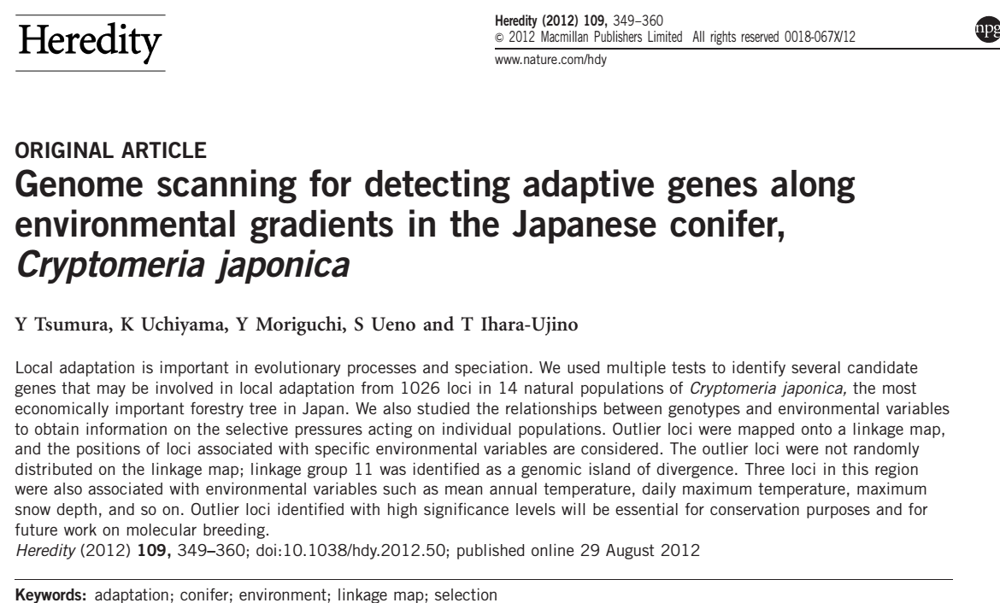 Heredity
Heredity (2012) 109, 349–360
© 2012 Macmillan Publishers Limited All rights reserved 0018-067X/12
npg
www.nature.com/hdy
ORIGINAL ARTICLE
Genome scanning for detecting adaptive genes along
environmental gradients in the Japanese conifer,
Cryptomeria japonica
Y Tsumura, K Uchiyama, Y Moriguchi, S Ueno and T Ihara-Ujino
Local adaptation is important in evolutionary processes and speciation. We used multiple tests to identify several candidate
genes that may be involved in local adaptation from 1026 loci in 14 natural populations of Cryptomeria japonica, the most
economically important forestry tree in Japan. We also studied the relationships between genotypes and environmental variables
to obtain information on the selective pressures acting on individual populations. Outlier loci were mapped onto a linkage map,
and the positions of loci associated with specific environmental variables are considered. The outlier loci were not randomly
distributed on the linkage map; linkage group 11 was identified as a genomic island of divergence. Three loci in this region
were also associated with environmental variables such as mean annual temperature, daily maximum temperature, maximum
snow depth, and so on. Outlier loci identified with high significance levels will be essential for conservation purposes and for
future work on molecular breeding.
Heredity (2012) 109, 349–360; doi:10.1038/hdy.2012.50; published online 29 August 2012
Keywords: adaptation; conifer; environment; linkage map; selection